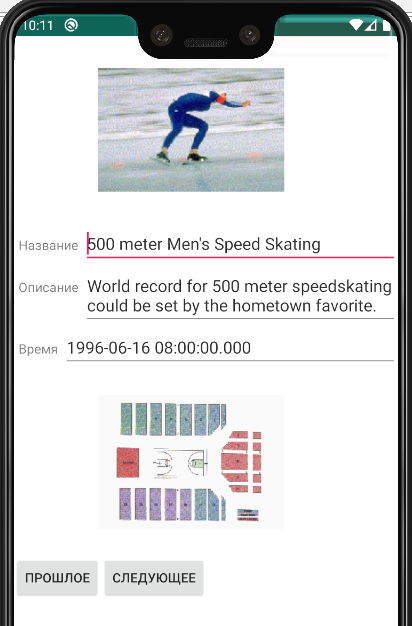 10:11
Название 500 meter Men's Speed Skating
Описание World record for 500 meter speedskating
could be set by the hometown favorite.
Время 1996-06-16 08:00:00.000
ПРОШЛОЕ СЛЕДУЮЩЕЕ